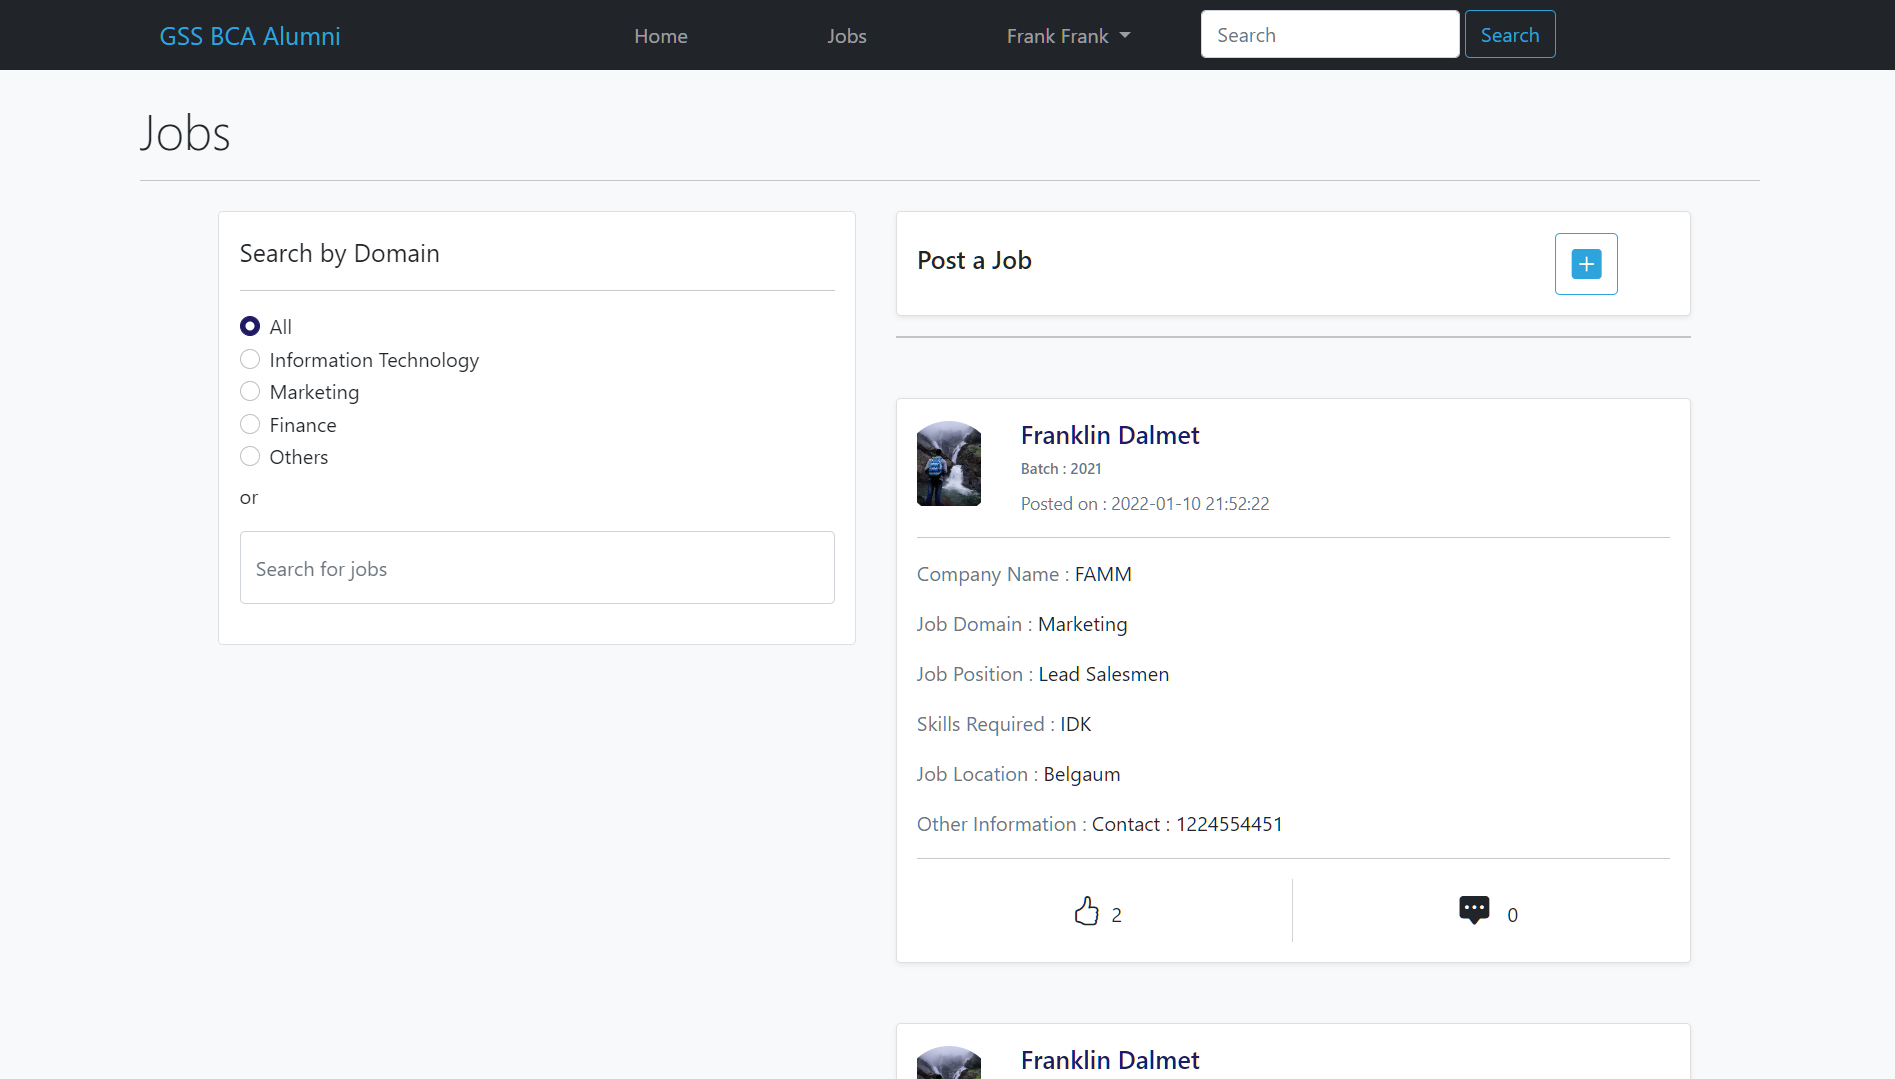 GSS BCA Alumni
Home
Jobs
Frank Frank
Search
Search
Jobs
Search by Domain
All
Information Technology
Marketing
Finance
Others
or
Search for jobs
Post a Job
Franklin Dalmet
Batch : 2021
Posted on : 2022-01-10 21:52:22
Company Name : FAMM
Job Domain : Marketing
Job Position : Lead Salesmen
Skills Required : IDK
Job Location : Belgaum
Other Information : Contact : 1224554451
2
0
Franklin Dalmet